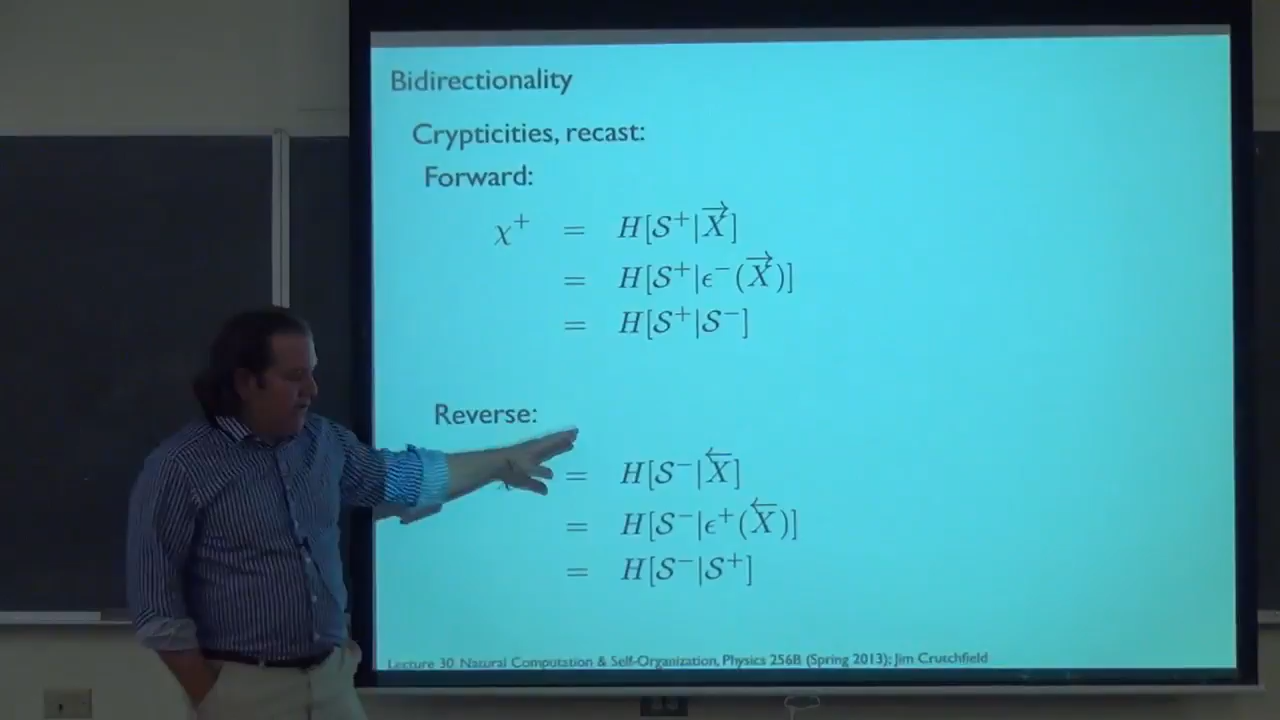 Bidirectionality
Crypticities, recast:
Forward:
χ⁺ = H[𝒮⁺|X⃗]
= H[𝒮⁺|ϵ⁻(X⃗)]
= H[𝒮⁺|𝒮⁻]
Reverse:
= H[𝒮⁻|X⃖]
= H[𝒮⁻|ϵ⁺(X⃖)]
= H[𝒮⁻|𝒮⁺]
Lecture 30 Natural Computation & Self-Organization, Physics 256B (Spring 2013); Jim Crutchfield